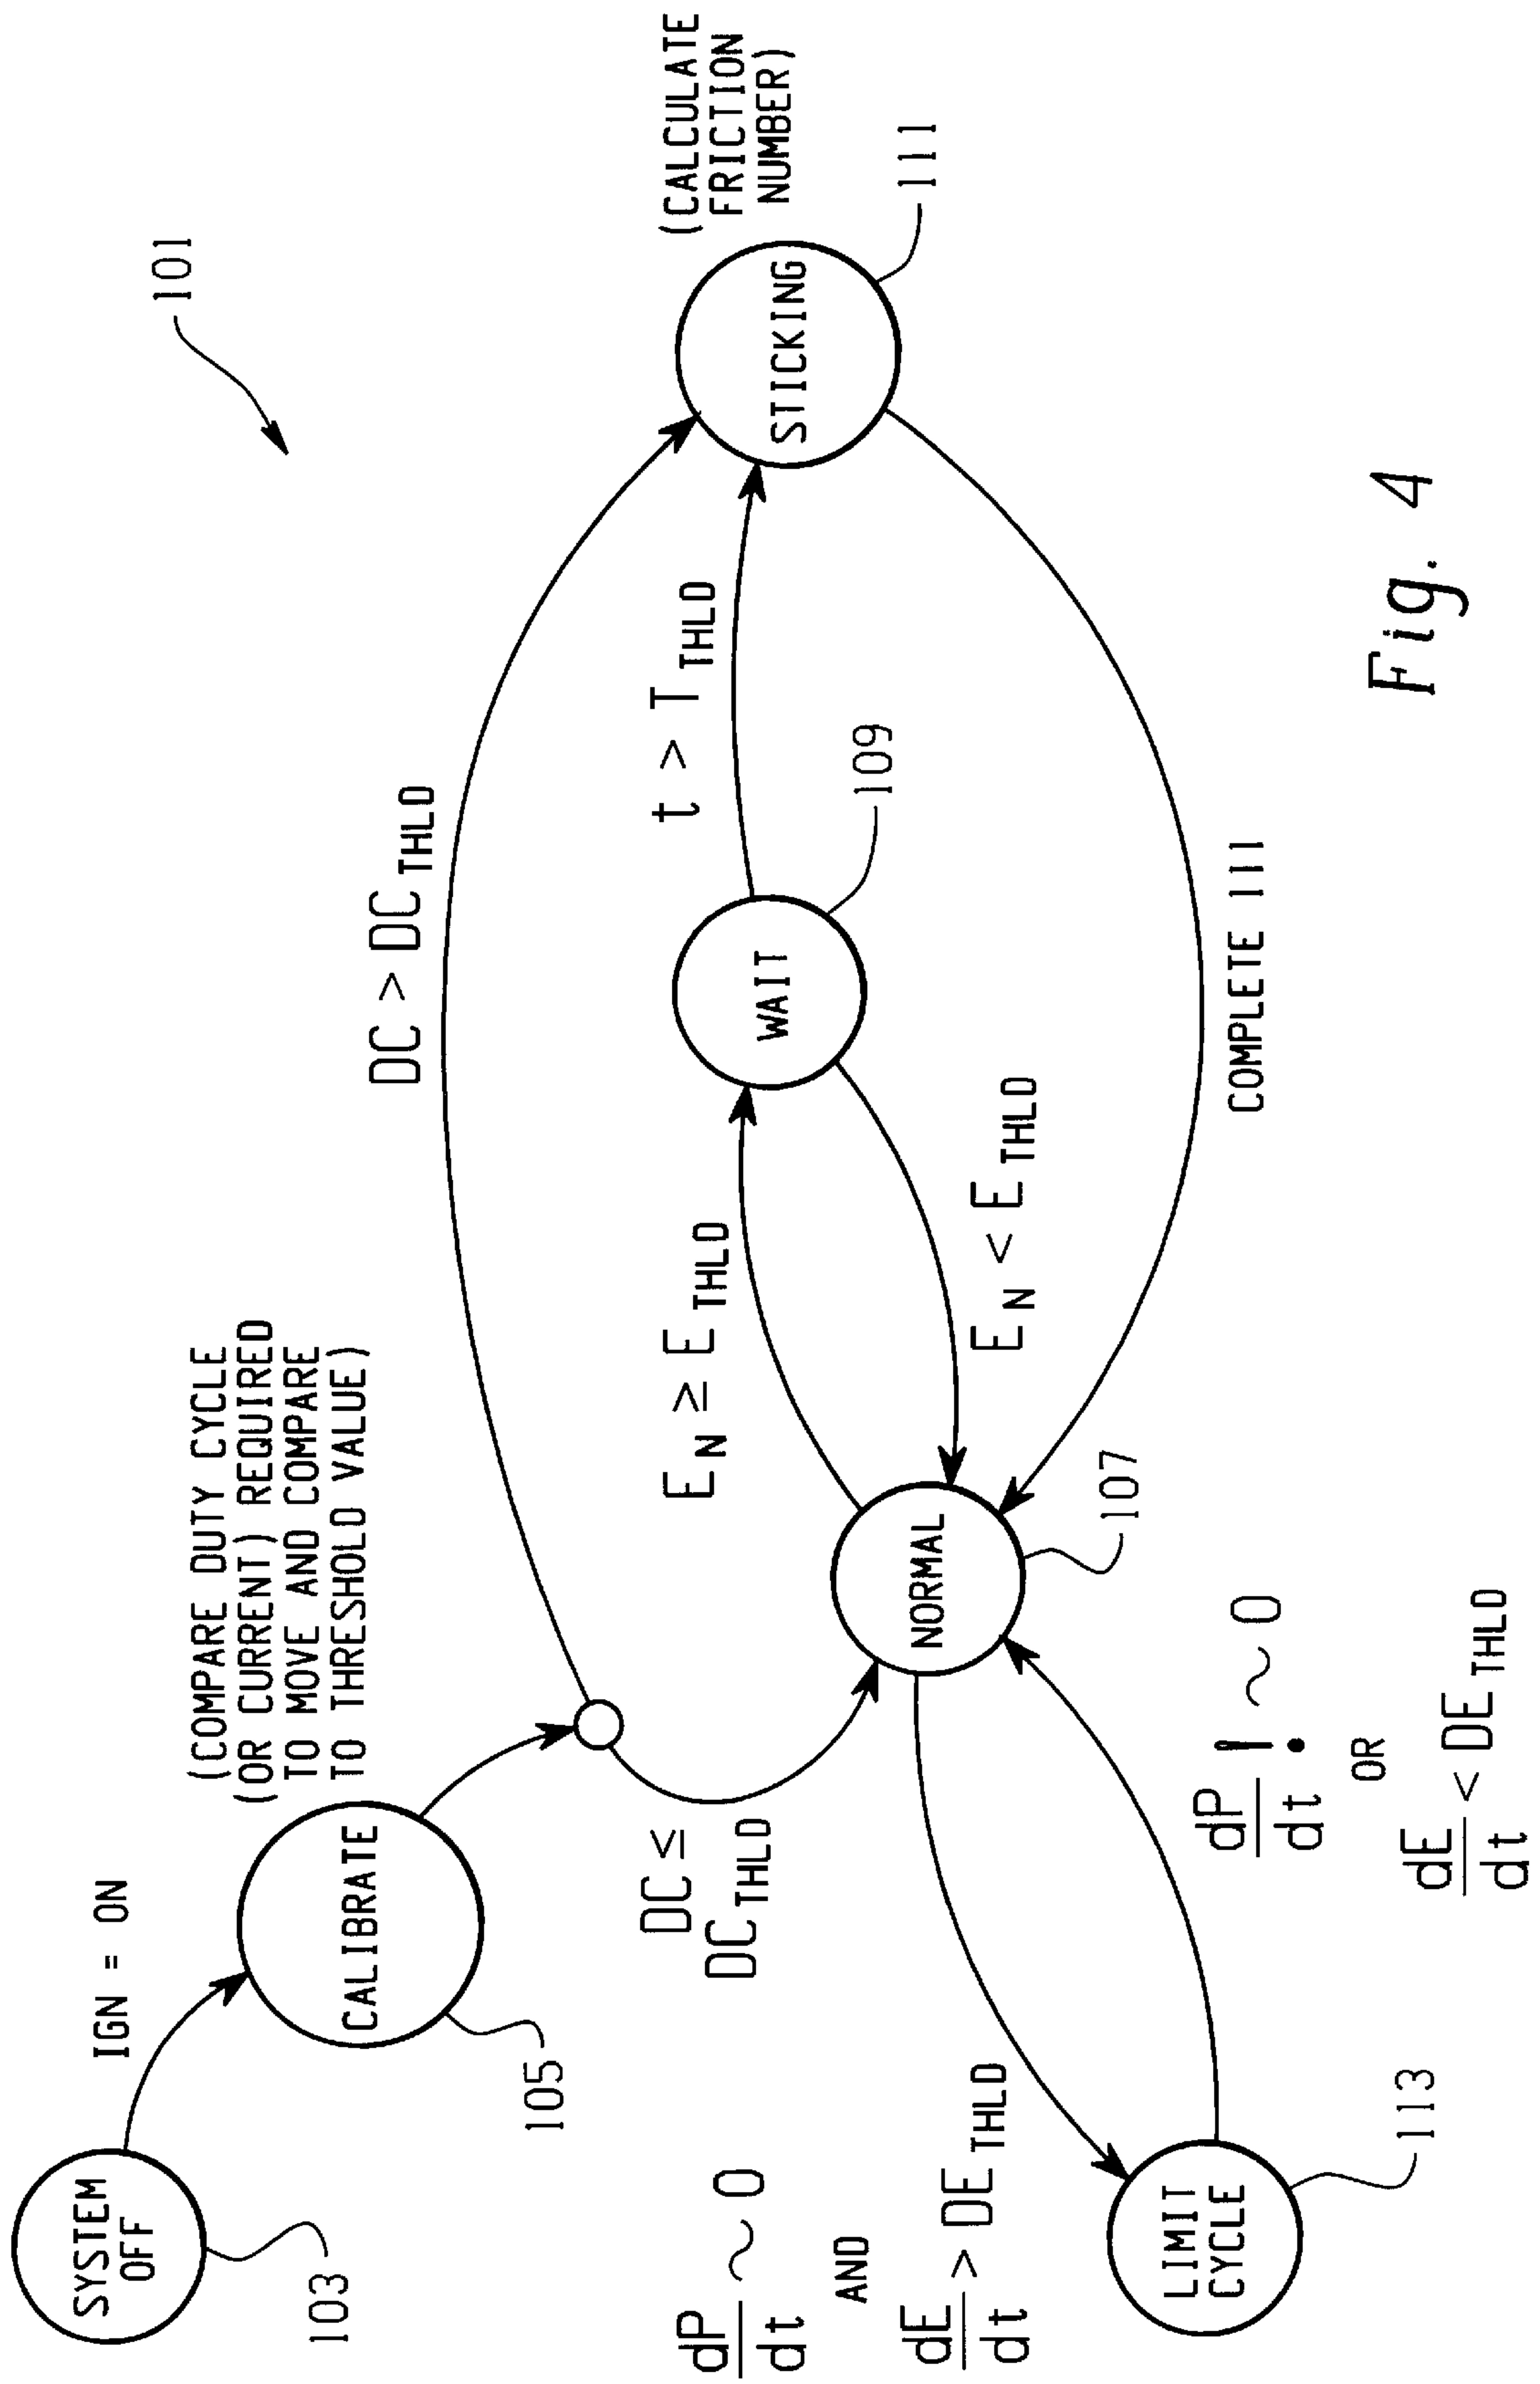 101
SYSTEM
OFF
103
IGN = ON
CALIBRATE
105
(COMPARE DUTY CYCLE
(OR CURRENT) REQUIRED
TO MOVE AND COMPARE
TO THRESHOLD VALUE)
DC > DC THLD
DC ≤
DC THLD
E N ≥ E THLD
WAIT
109
t > T THLD
STICKING
(CALCULATE
FRICTION
NUMBER)
111
E N < E THLD
NORMAL
107
COMPLETE 111
dP/dt ~ 0
AND
dE/dt > DE THLD
LIMIT
CYCLE
113
dP/dt ! ~ 0
OR
dE/dt < DE THLD
Fig. 4